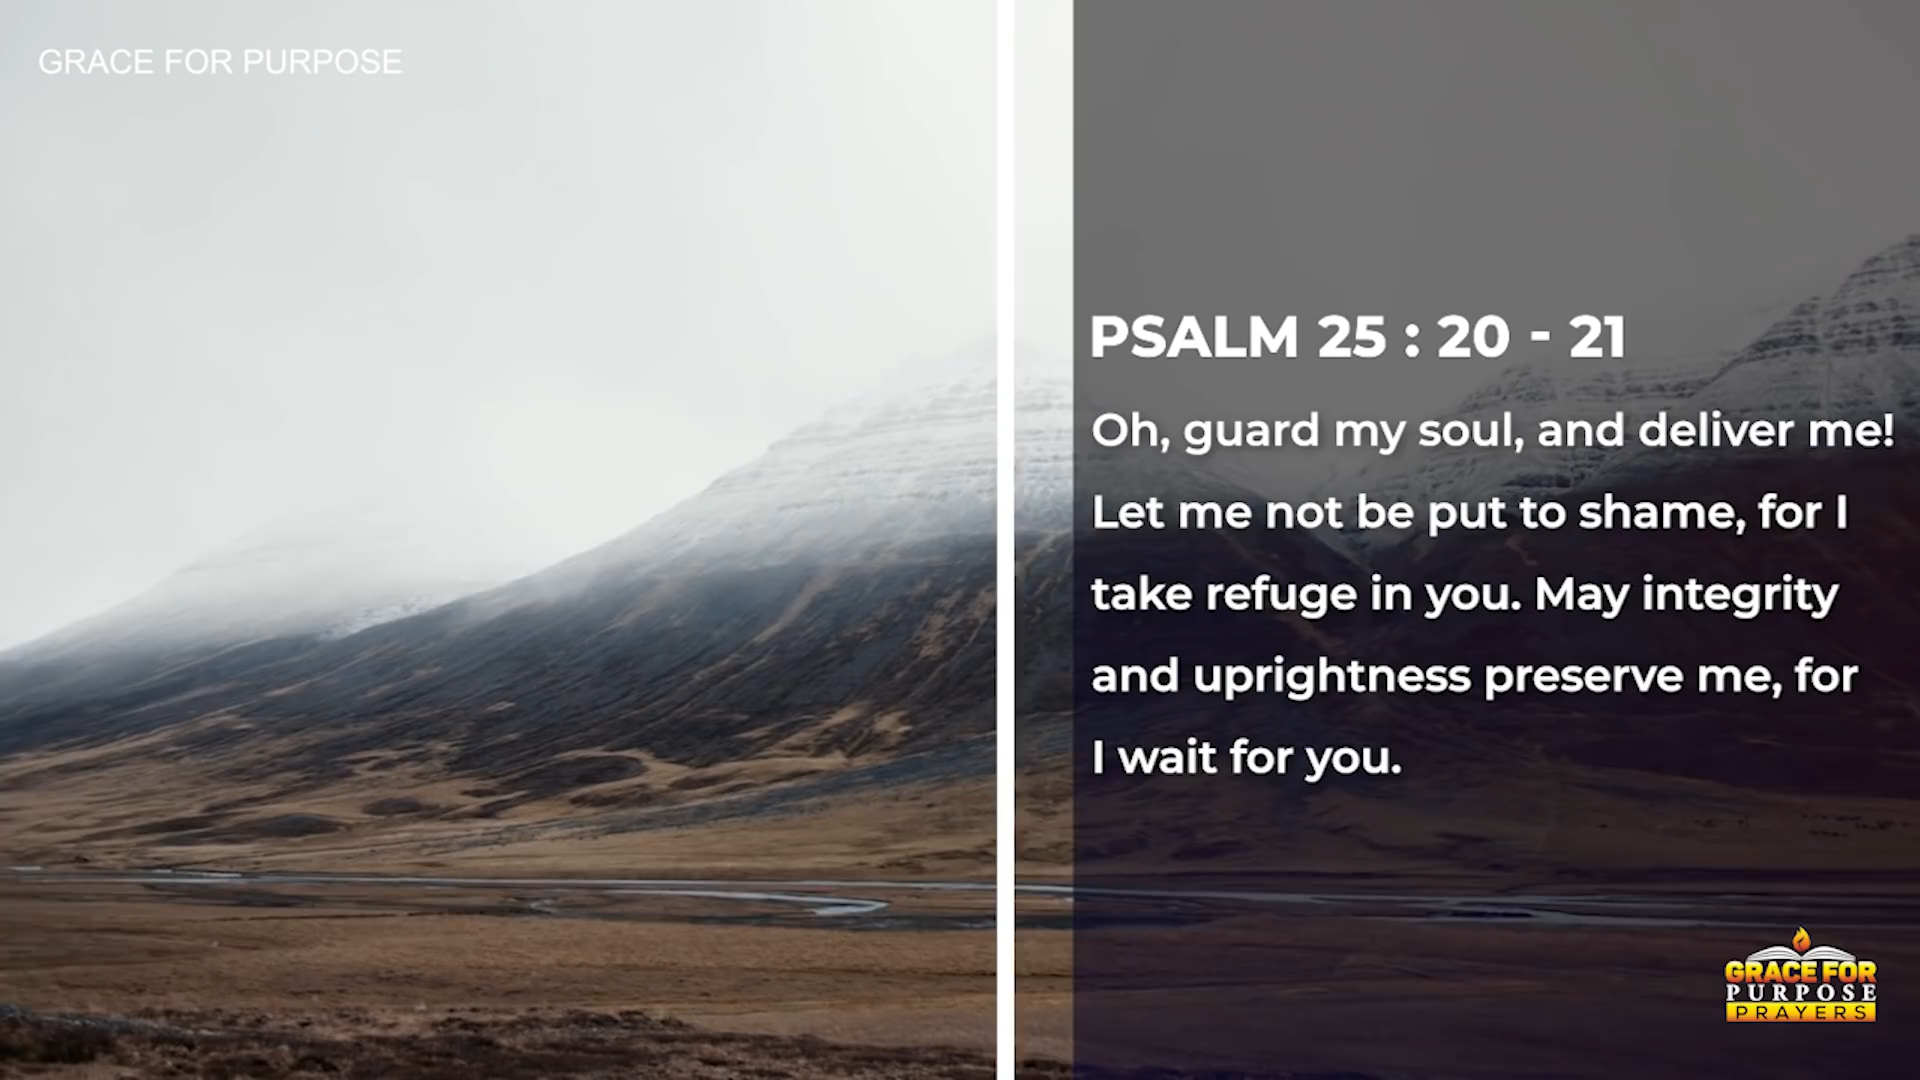 GRACE FOR PURPOSE
PSALM 25 : 20 - 21
Oh, guard my soul, and deliver me!
Let me not be put to shame, for I
take refuge in you. May integrity
and uprightness preserve me, for
I wait for you.
GRACE FOR
PURPOSE
PRAYERS